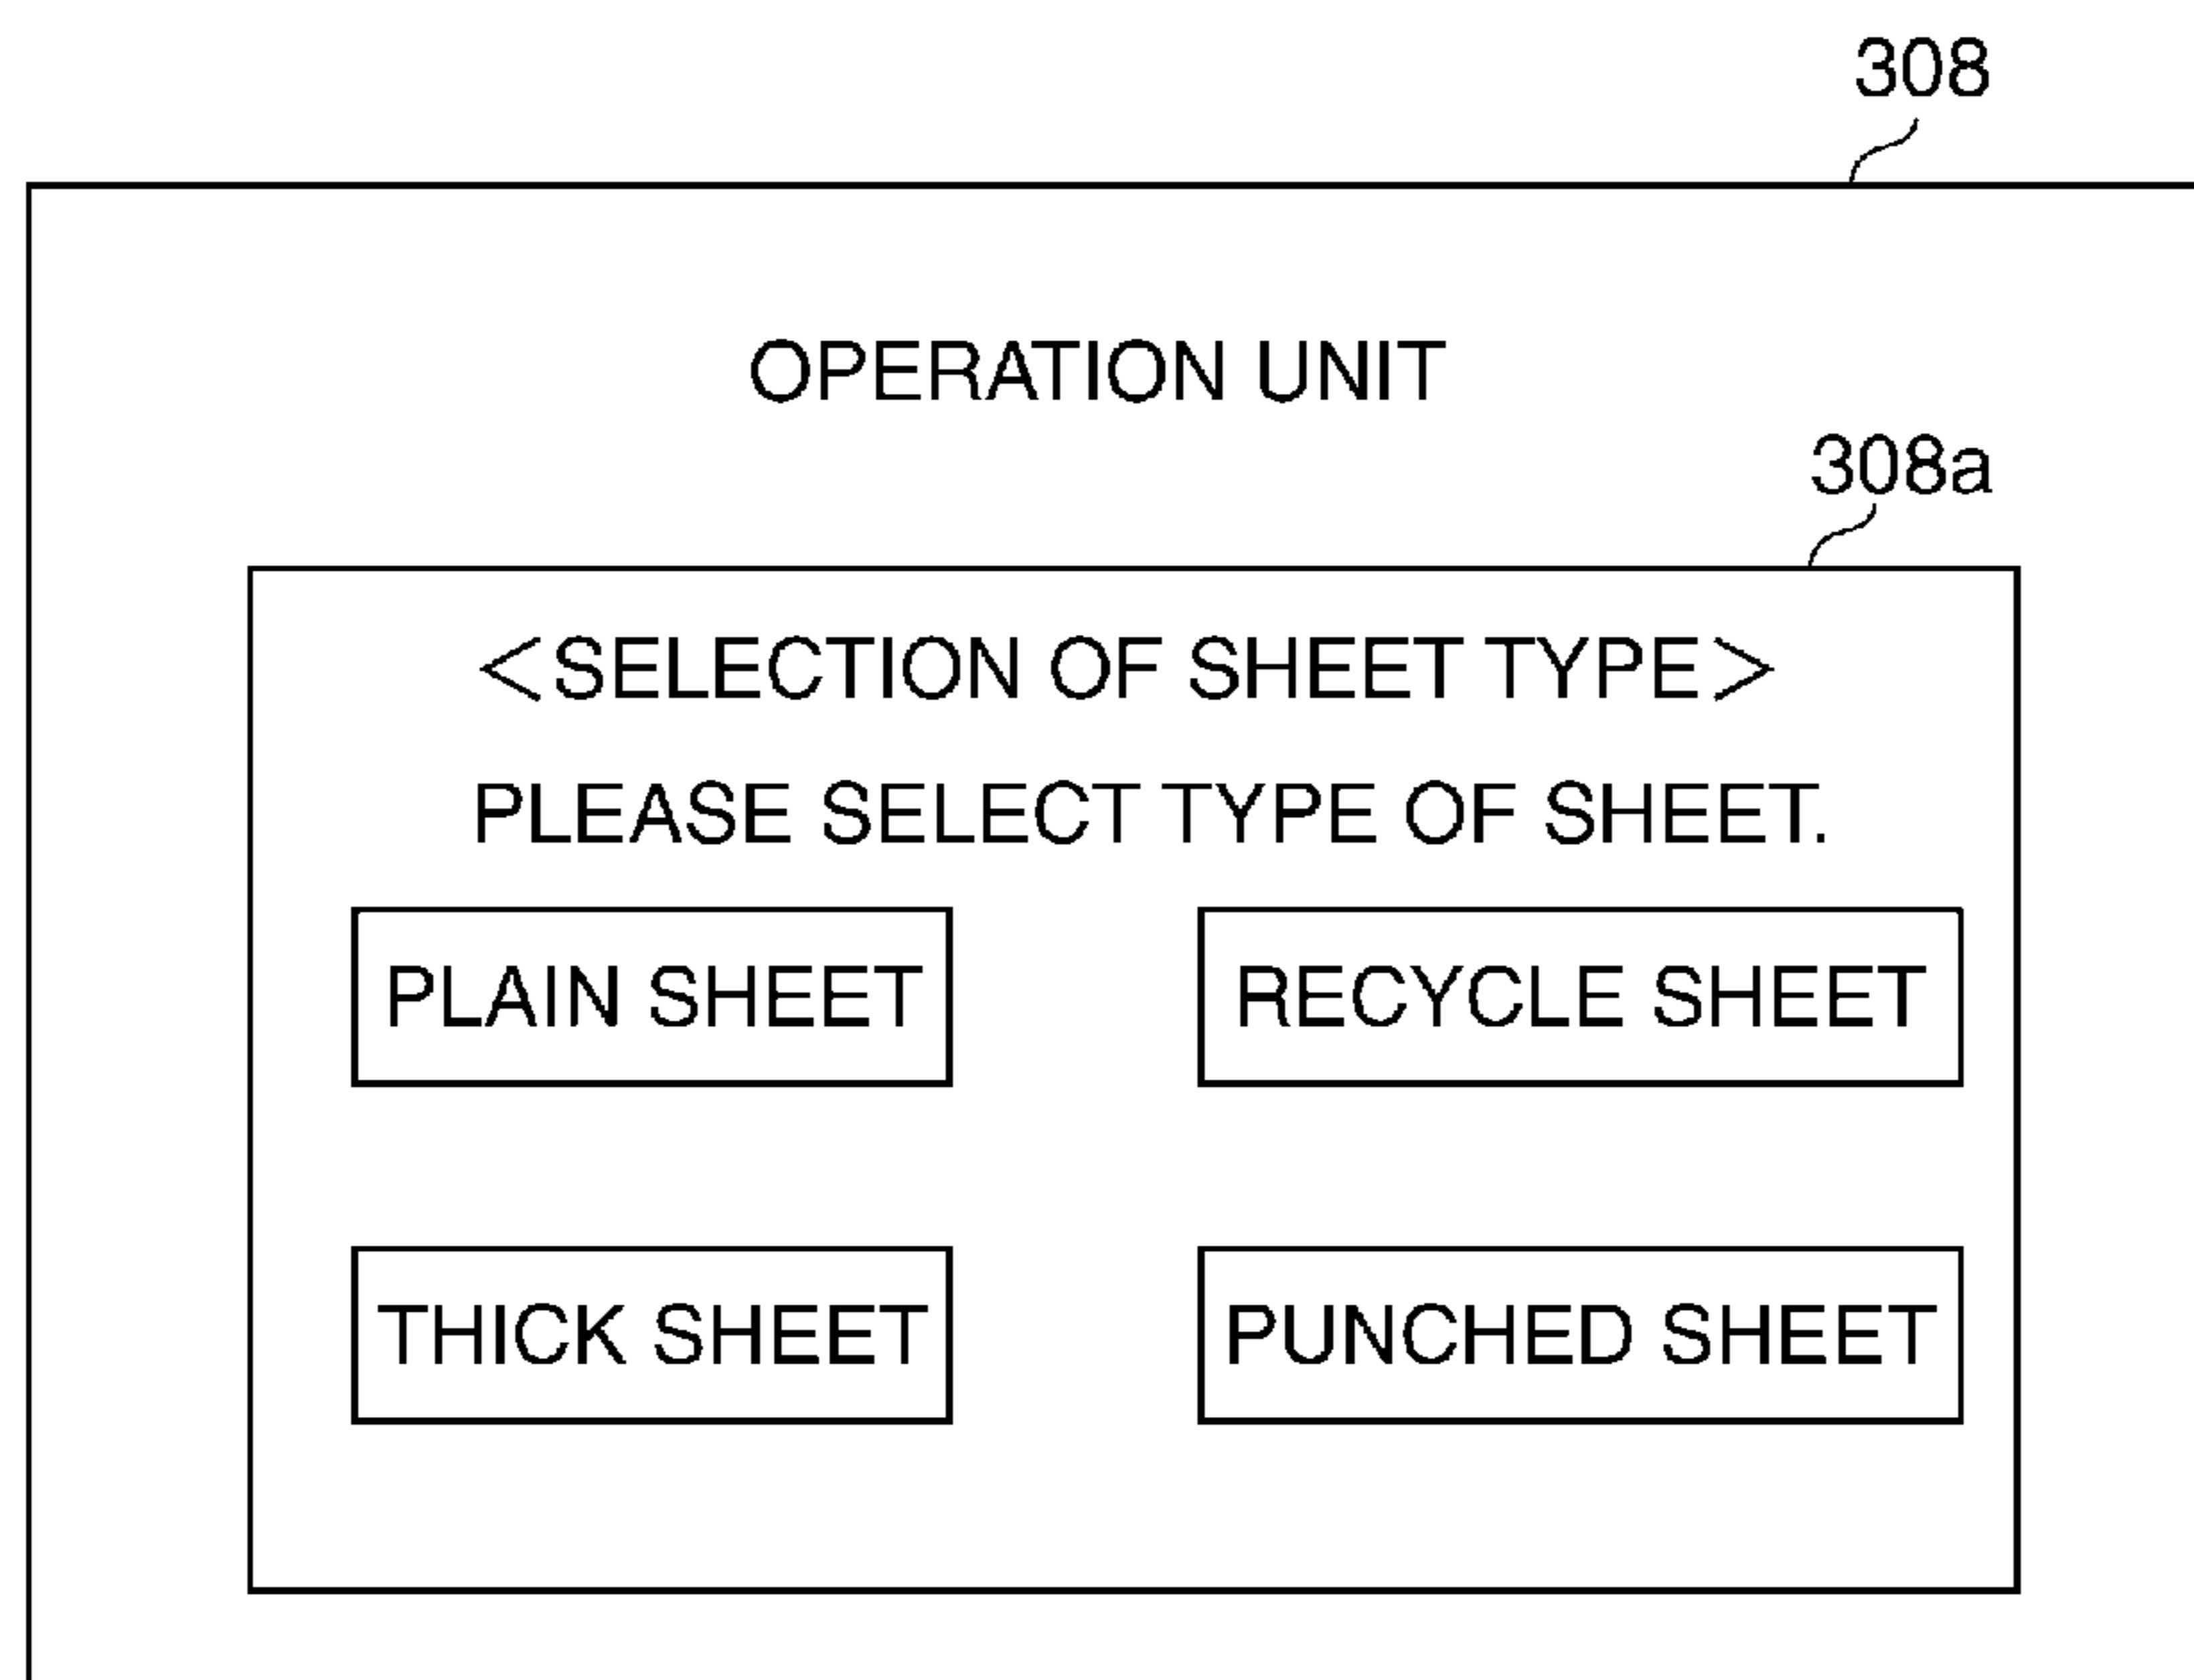 308
OPERATION UNIT
308a
<SELECTION OF SHEET TYPE>
PLEASE SELECT TYPE OF SHEET.
PLAIN SHEET
RECYCLE SHEET
THICK SHEET
PUNCHED SHEET